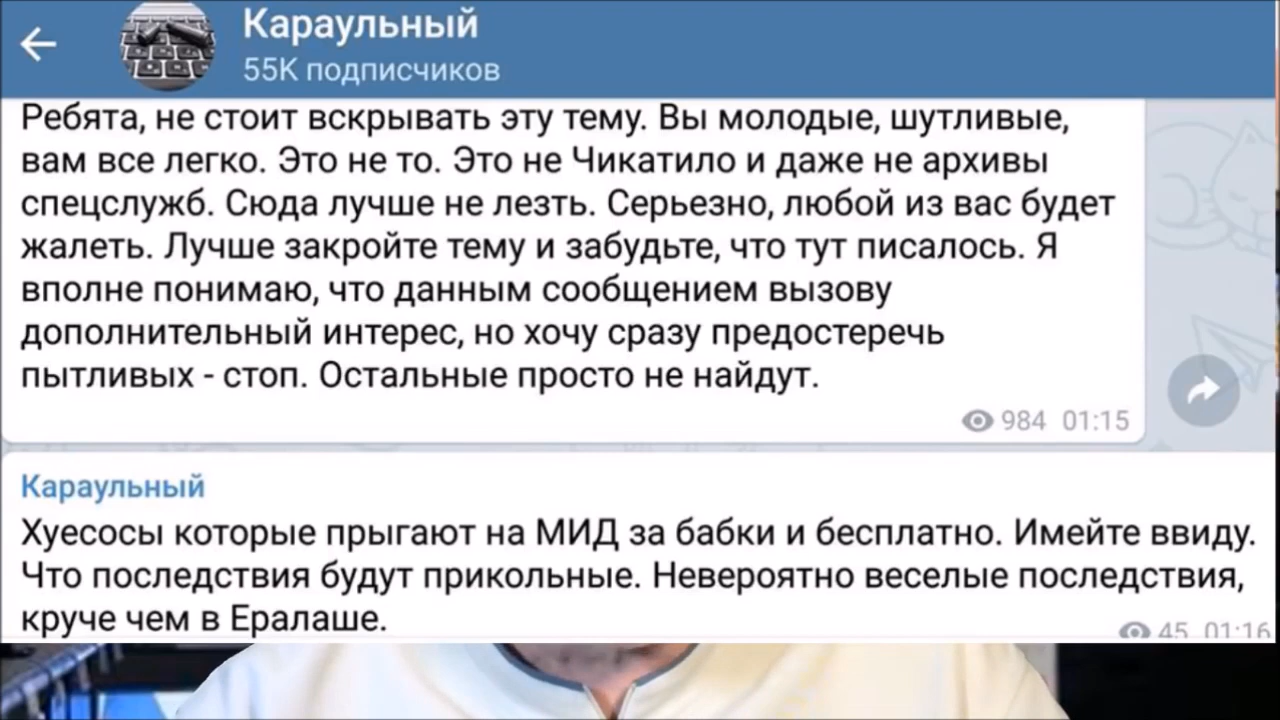 Караульный
55K подписчиков
Ребята, не стоит вскрывать эту тему. Вы молодые, шутливые,
вам все легко. Это не то. Это не Чикатило и даже не архивы
спецслужб. Сюда лучше не лезть. Серьезно, любой из вас будет
жалеть. Лучше закройте тему и забудьте, что тут писалось. Я
вполне понимаю, что данным сообщением вызову
дополнительный интерес, но хочу сразу предостеречь
пытливых - стоп. Остальные просто не найдут.
984 01:15
Караульный
Хуесосы которые прыгают на МИД за бабки и бесплатно. Имейте ввиду.
Что последствия будут прикольные. Невероятно веселые последствия,
круче чем в Ералаше.
45 01:16